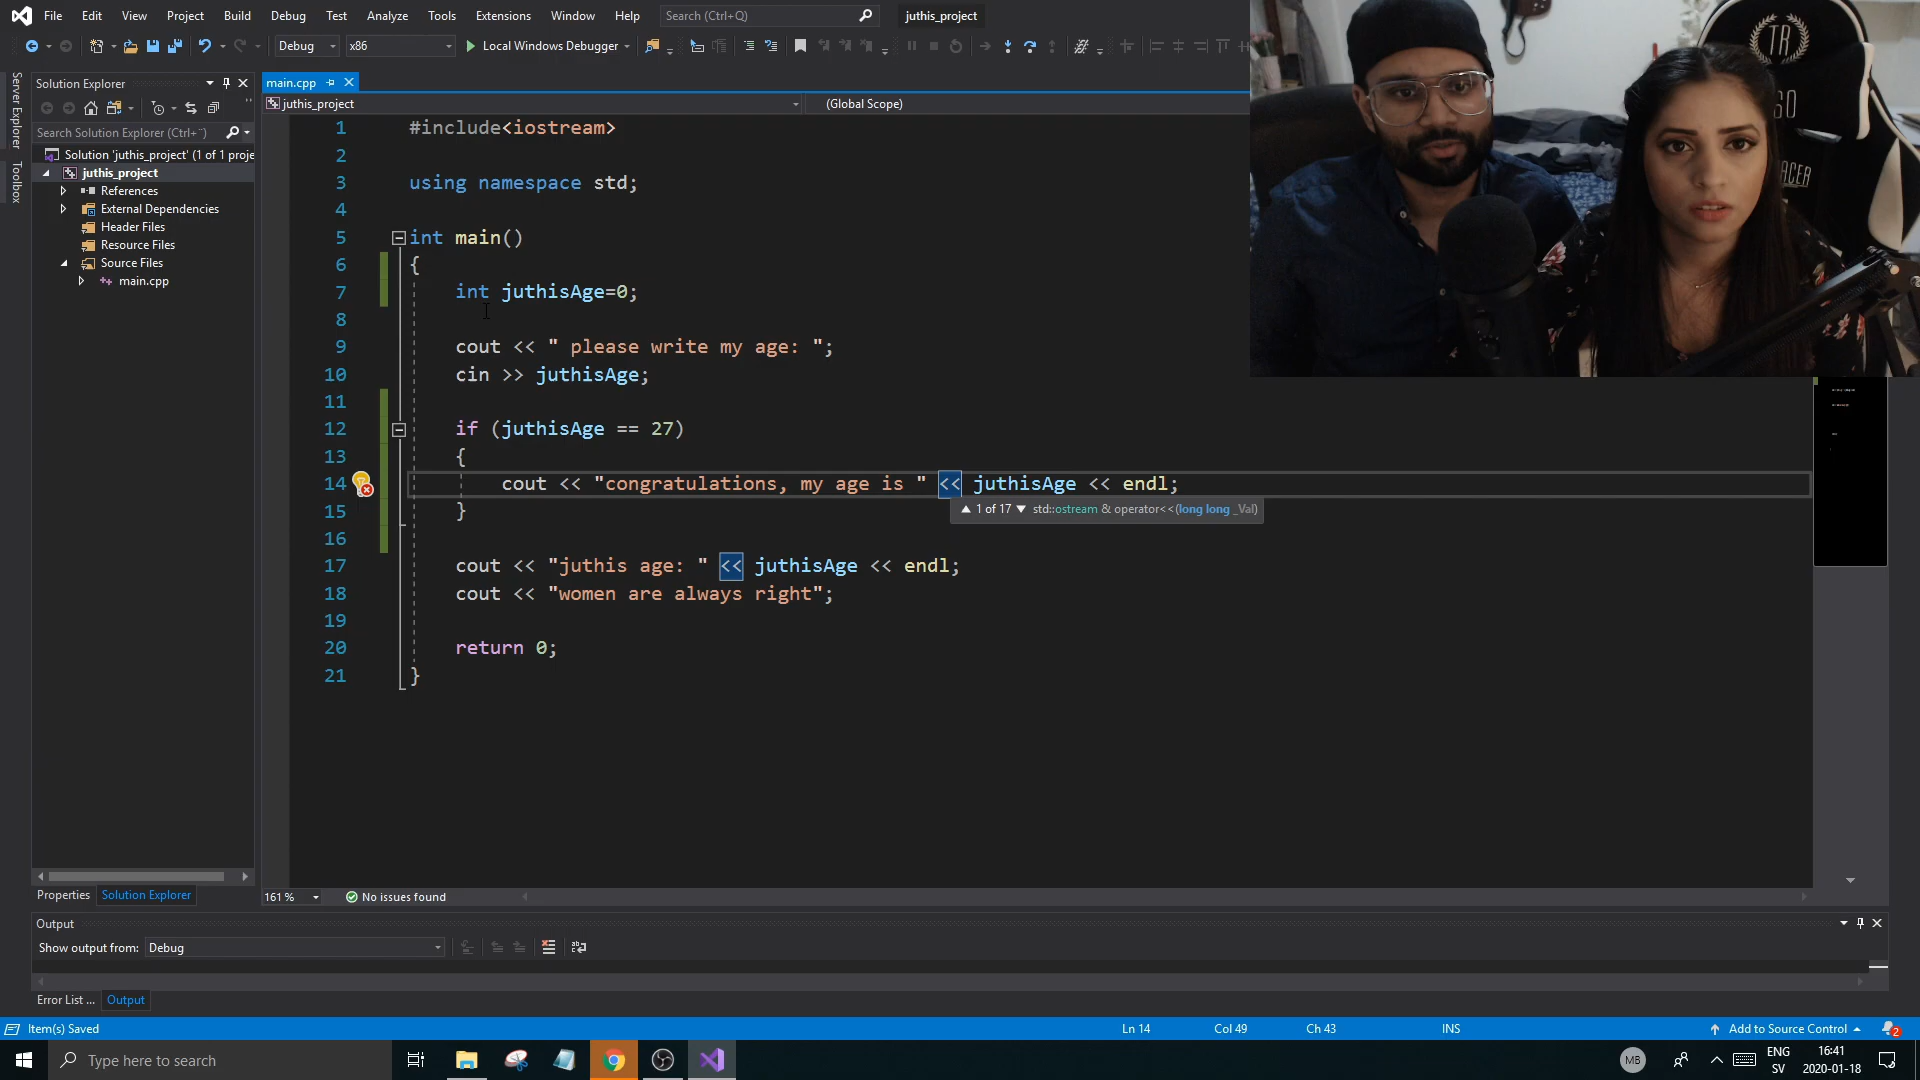 File Edit View Project Build Debug Test Analyze Tools Extensions Window Help Search (Ctrl+Q) juthis_project
Debug x86 Local Windows Debugger
Server Explorer
Toolbox
Solution Explorer
Search Solution Explorer (Ctrl+¨)
Solution 'juthis_project' (1 of 1 proje
juthis_project
References
External Dependencies
Header Files
Resource Files
Source Files
main.cpp
Properties Solution Explorer
main.cpp
juthis_project (Global Scope)
1 #include<iostream>
2
3 using namespace std;
4
5 int main()
6 {
7 int juthisAge=0;
8
9 cout << " please write my age: ";
10 cin >> juthisAge;
11
12 if (juthisAge == 27)
13 {
14 cout << "congratulations, my age is " << juthisAge << endl;
▲ 1 of 17 ▼ std::ostream & operator<<(long long _Val)
15 }
16
17 cout << "juthis age: " << juthisAge << endl;
18 cout << "women are always right";
19
20 return 0;
21 }
TR
RACER
161 % No issues found
Output
Show output from: Debug
Error List ... Output
Item(s) Saved Ln 14 Col 49 Ch 43 INS Add to Source Control 2
Type here to search MB ENG 16:41
SV 2020-01-18